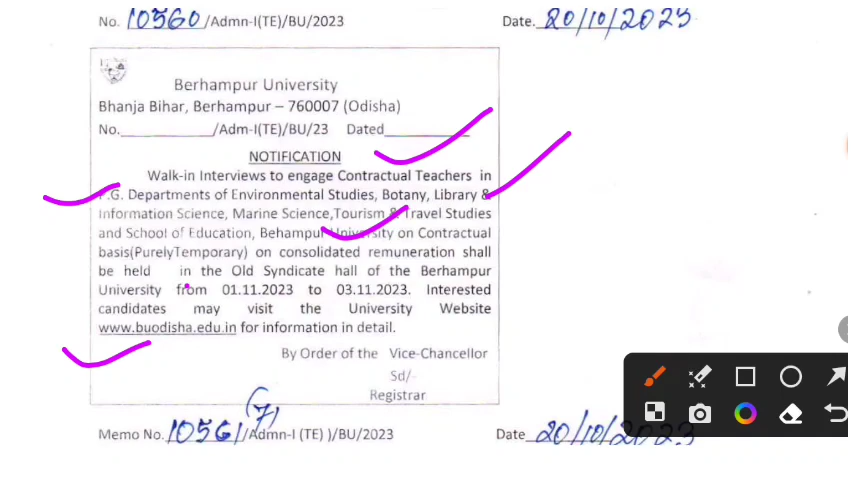 No. 10560 /Admn-I(TE)/BU/2023 Date. 20/10/2023
Berhampur University
Bhanja Bihar, Berhampur – 760007 (Odisha)
No.____________/Adm-I(TE)/BU/23 Dated___________
NOTIFICATION
Walk-in Interviews to engage Contractual Teachers in
P.G. Departments of Environmental Studies, Botany, Library &
Information Science, Marine Science,Tourism & Travel Studies
and School of Education, Behampur University on Contractual
basis(PurelyTemporary) on consolidated remuneration shall
be held in the Old Syndicate hall of the Berhampur
University from 01.11.2023 to 03.11.2023. Interested
candidates may visit the University Website
www.buodisha.edu.in for information in detail.
By Order of the Vice-Chancellor
Sd/-
Registrar
Memo No. 10561(7)/Admn-I (TE) )/BU/2023 Date 20/10/2023